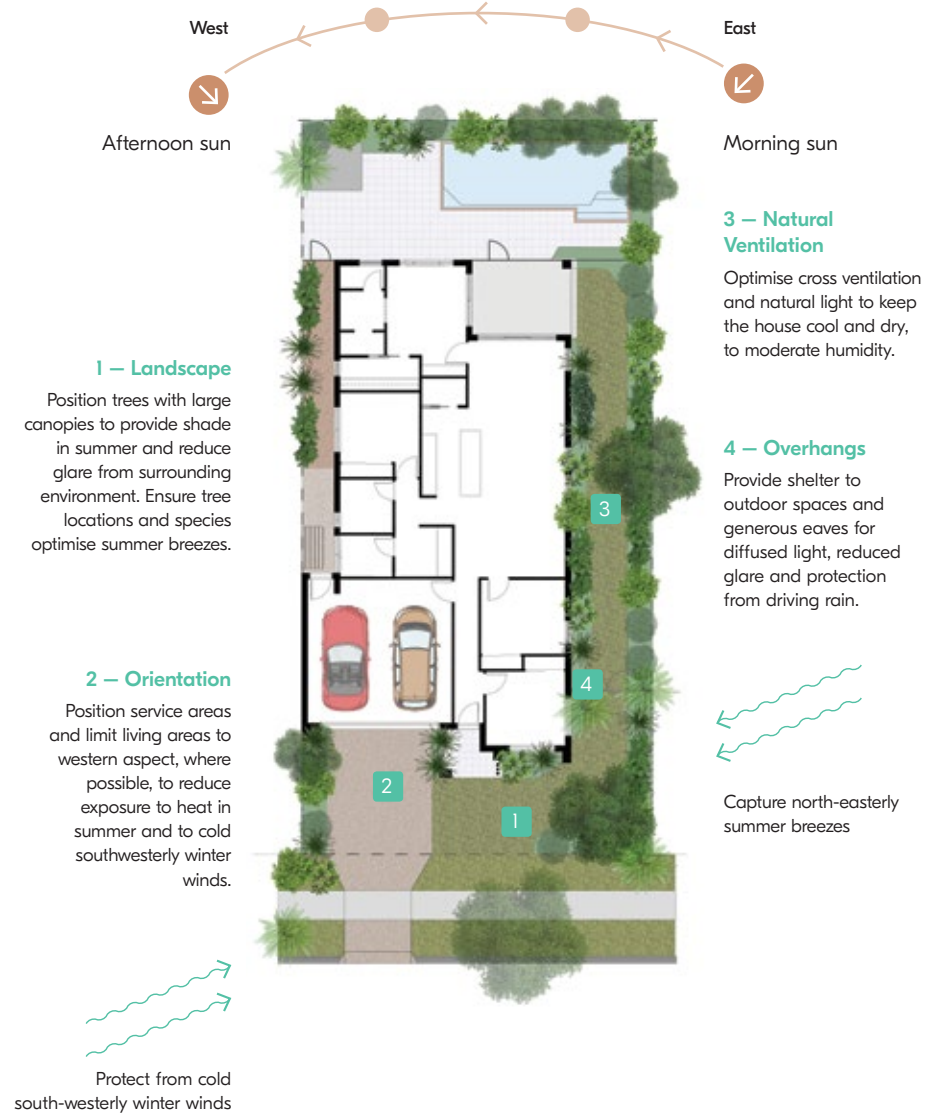 West
East
Afternoon sun
Morning sun
3 – Natural
Ventilation
Optimise cross ventilation
and natural light to keep
the house cool and dry,
to moderate humidity.
1 – Landscape
Position trees with large
canopies to provide shade
in summer and reduce
glare from surrounding
environment. Ensure tree
locations and species
optimise summer breezes.
4 – Overhangs
Provide shelter to
outdoor spaces and
generous eaves for
diffused light, reduced
glare and protection
from driving rain.
3
2 – Orientation
Position service areas
and limit living areas to
western aspect, where
possible, to reduce
exposure to heat in
summer and to cold
southwesterly winter
winds.
4
2
1
Capture north-easterly
summer breezes
Protect from cold
south-westerly winter winds